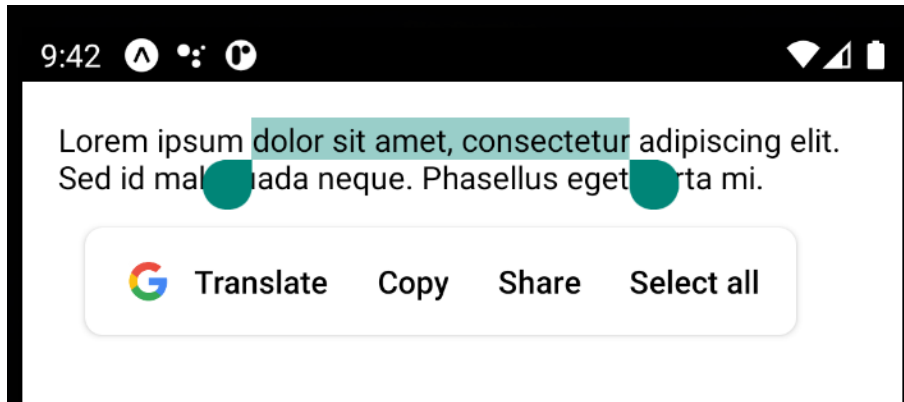 9:42
Lorem ipsum dolor sit amet, consectetur adipiscing elit.
Sed id neque. Phasellus eget mi.
Translate Copy Share Select all